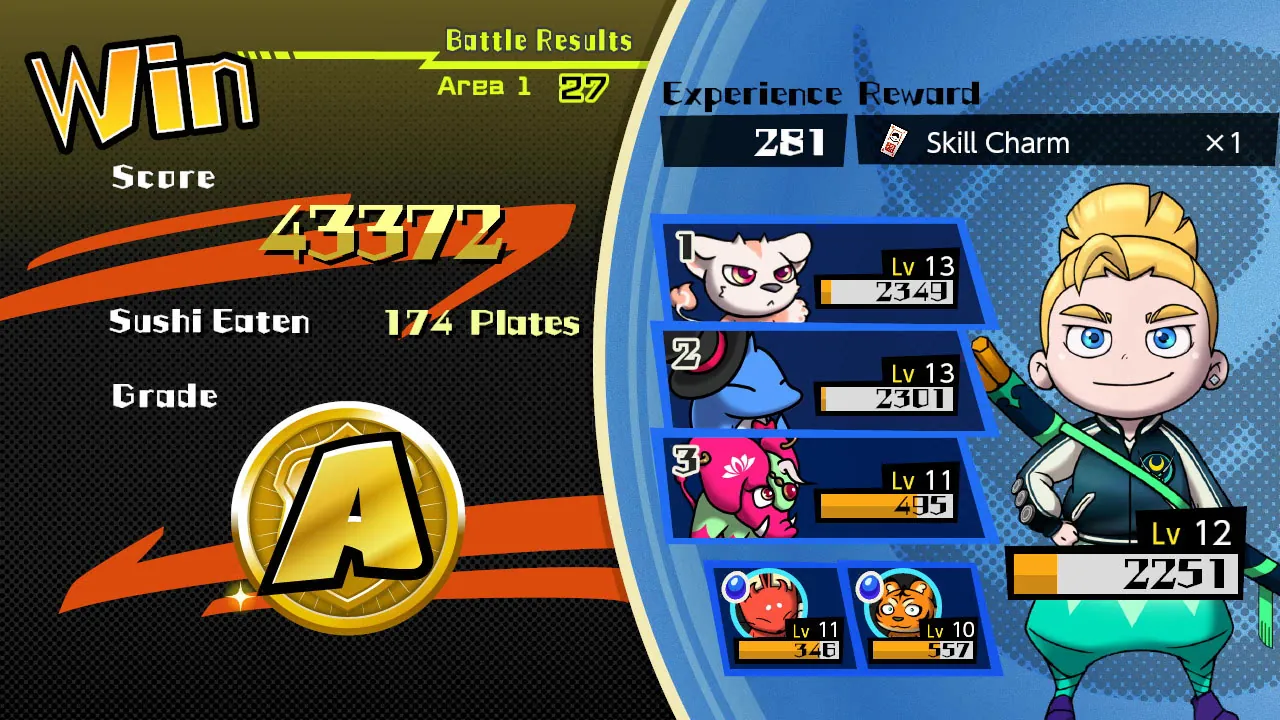 Win
Battle Results
Area 1 27
Score
43372
Sushi Eaten 174 Plates
Grade
A
Experience Reward
281 Skill Charm ×1
1 Lv 13
2349
2 Lv 13
2301
3 Lv 11
495
Lv 12
2251
Lv 11
346
Lv 10
557